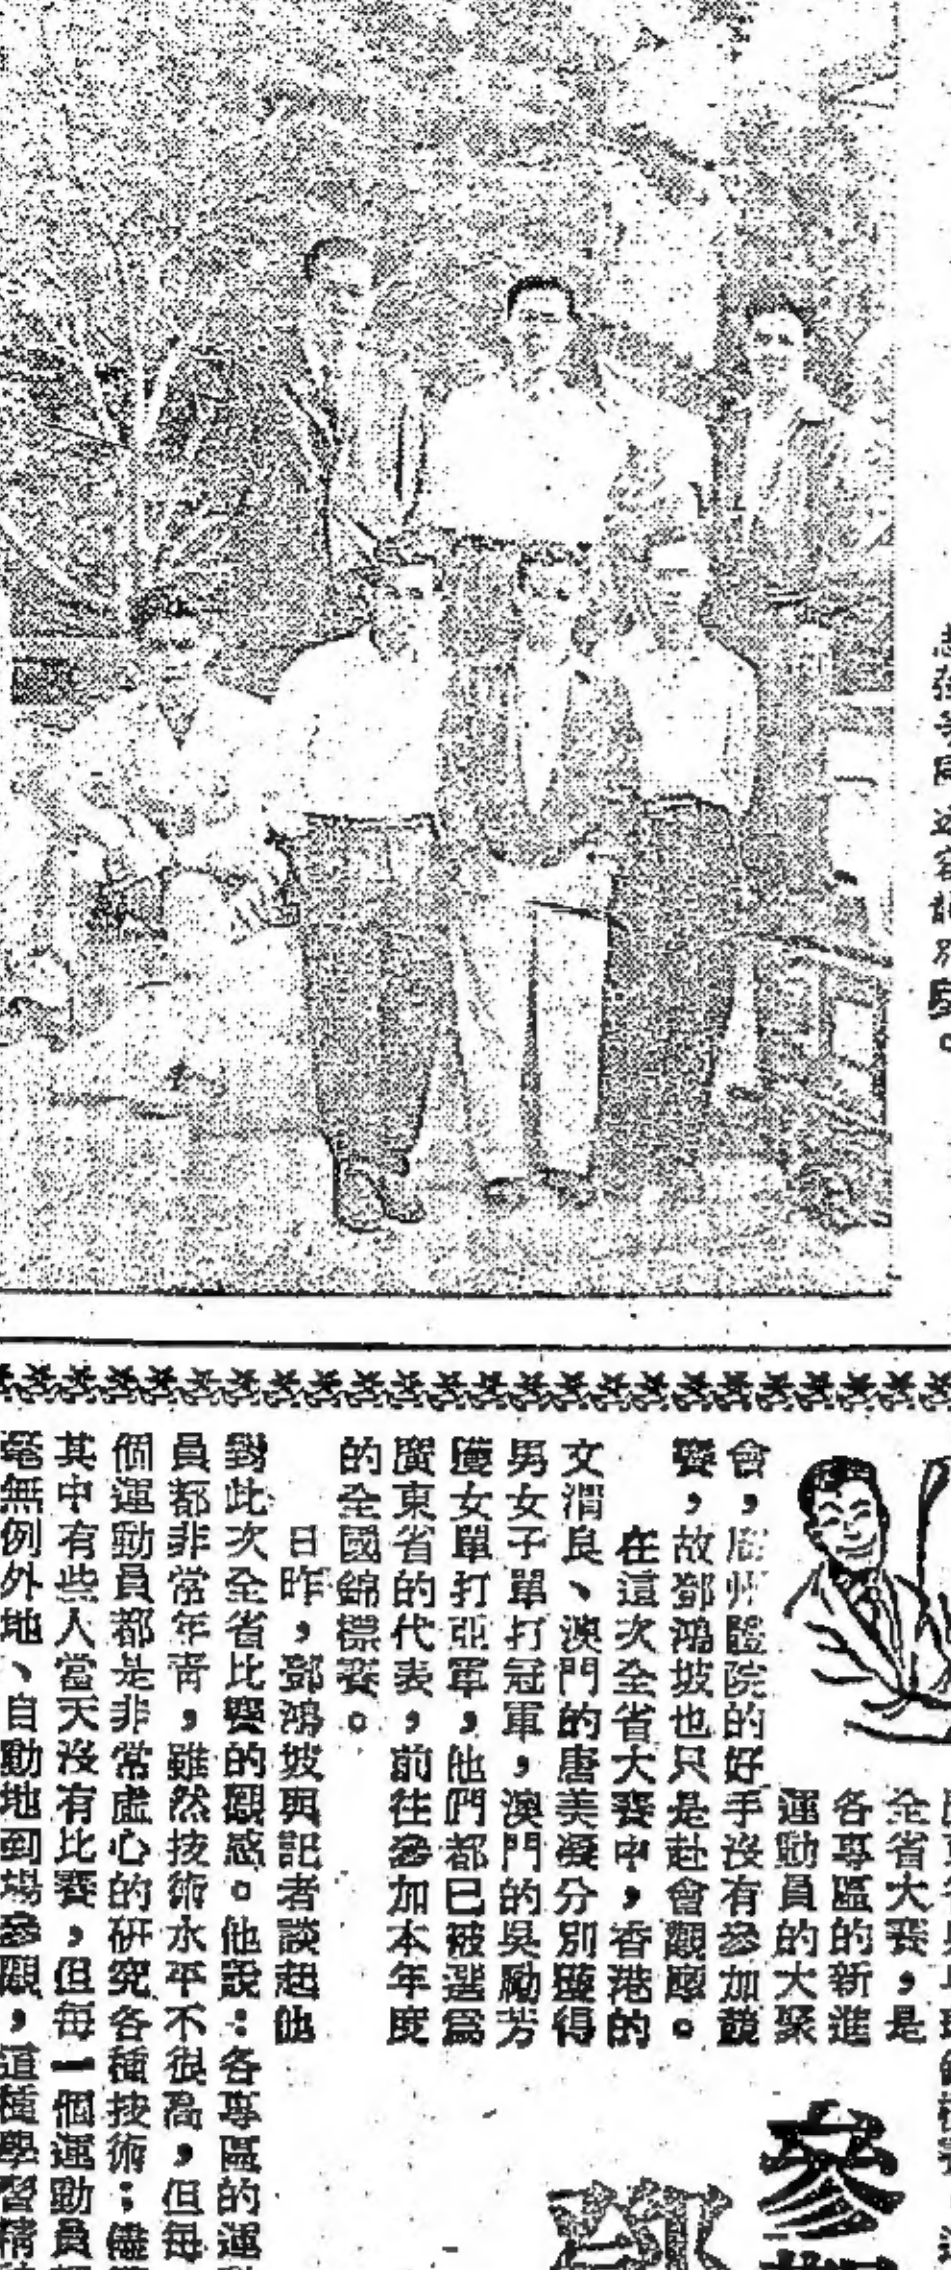 全省大賽，是
各專區的新進
運動員的大聚
會，廣州醫院的好手沒有參加競
賽，故鄧鴻坡也只是赴會觀摩。
在這次全省大賽中，香港的
文渭良、澳門的唐美凝分別獲得
男女子單打冠軍，澳門的吳勵芳
獲女單打亞軍，他們都已被選爲
廣東省的代表，前往參加本年度
的全國錦標賽。
日昨，鄧鴻坡與記者談起他
對此次全省比賽的觀感。他說：各專區的運
員都非常年青，雖然技術水平不很高，但每
個運動員都是非常虛心的研究各種技術；儘
其中有些人當天沒有比賽，但每一個運動員
毫無例外地、自動地到場參觀，這種學習精
參